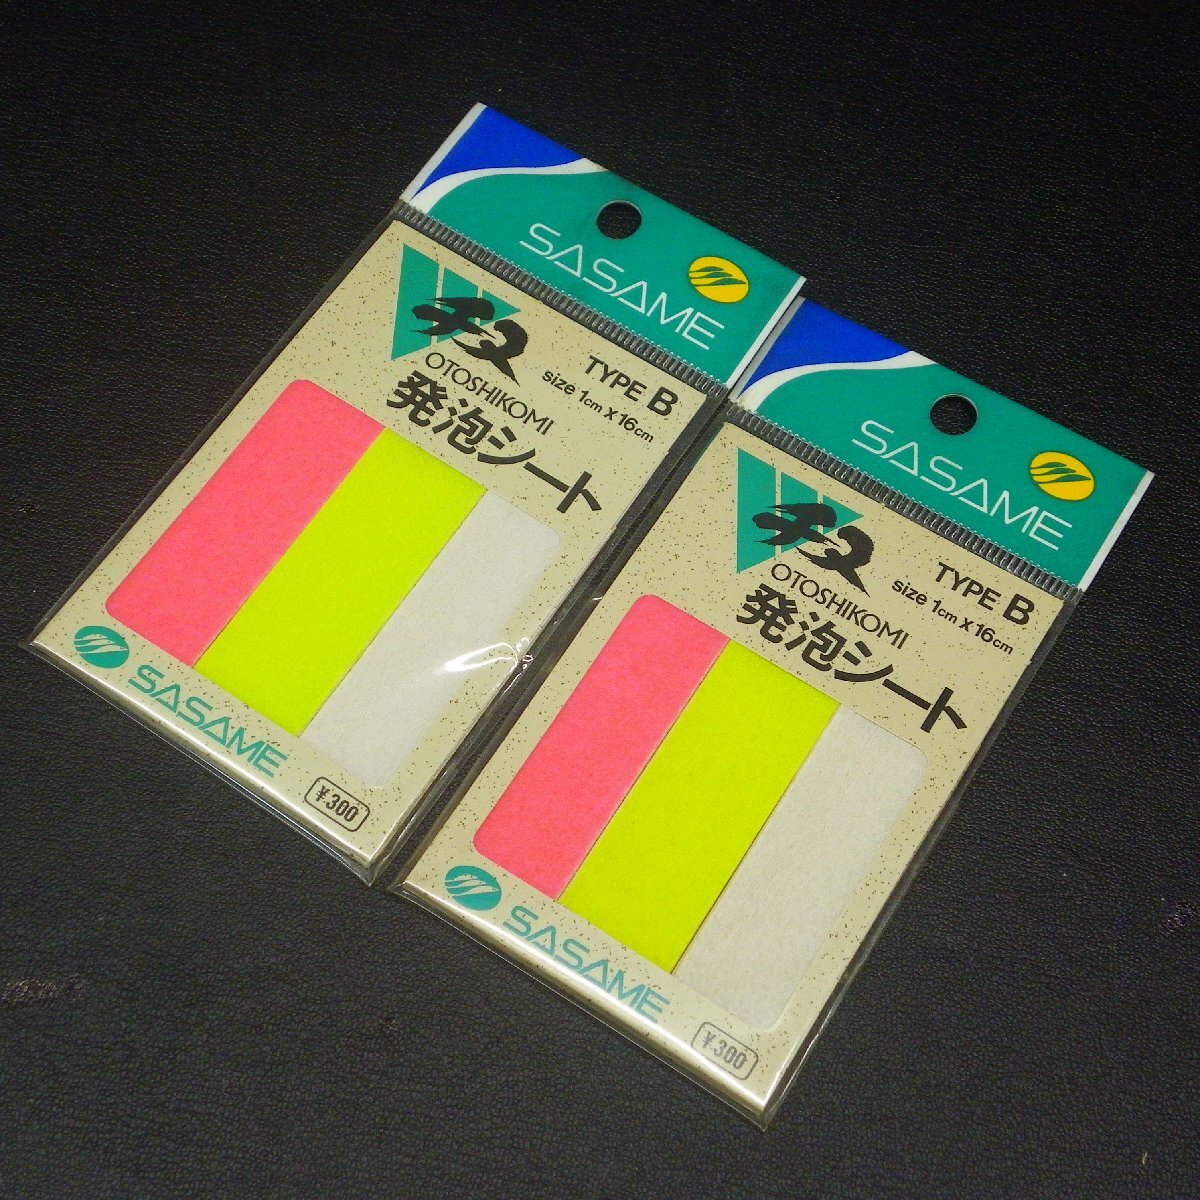 SASAME
チヌ
OTOSHIKOMI
TYPE B
size 1cm x 16cm
発泡シート
SASAME
¥300
SASAME
チヌ
OTOSHIKOMI
TYPE B
size 1cm x 16cm
発泡シート
SASAME
¥300